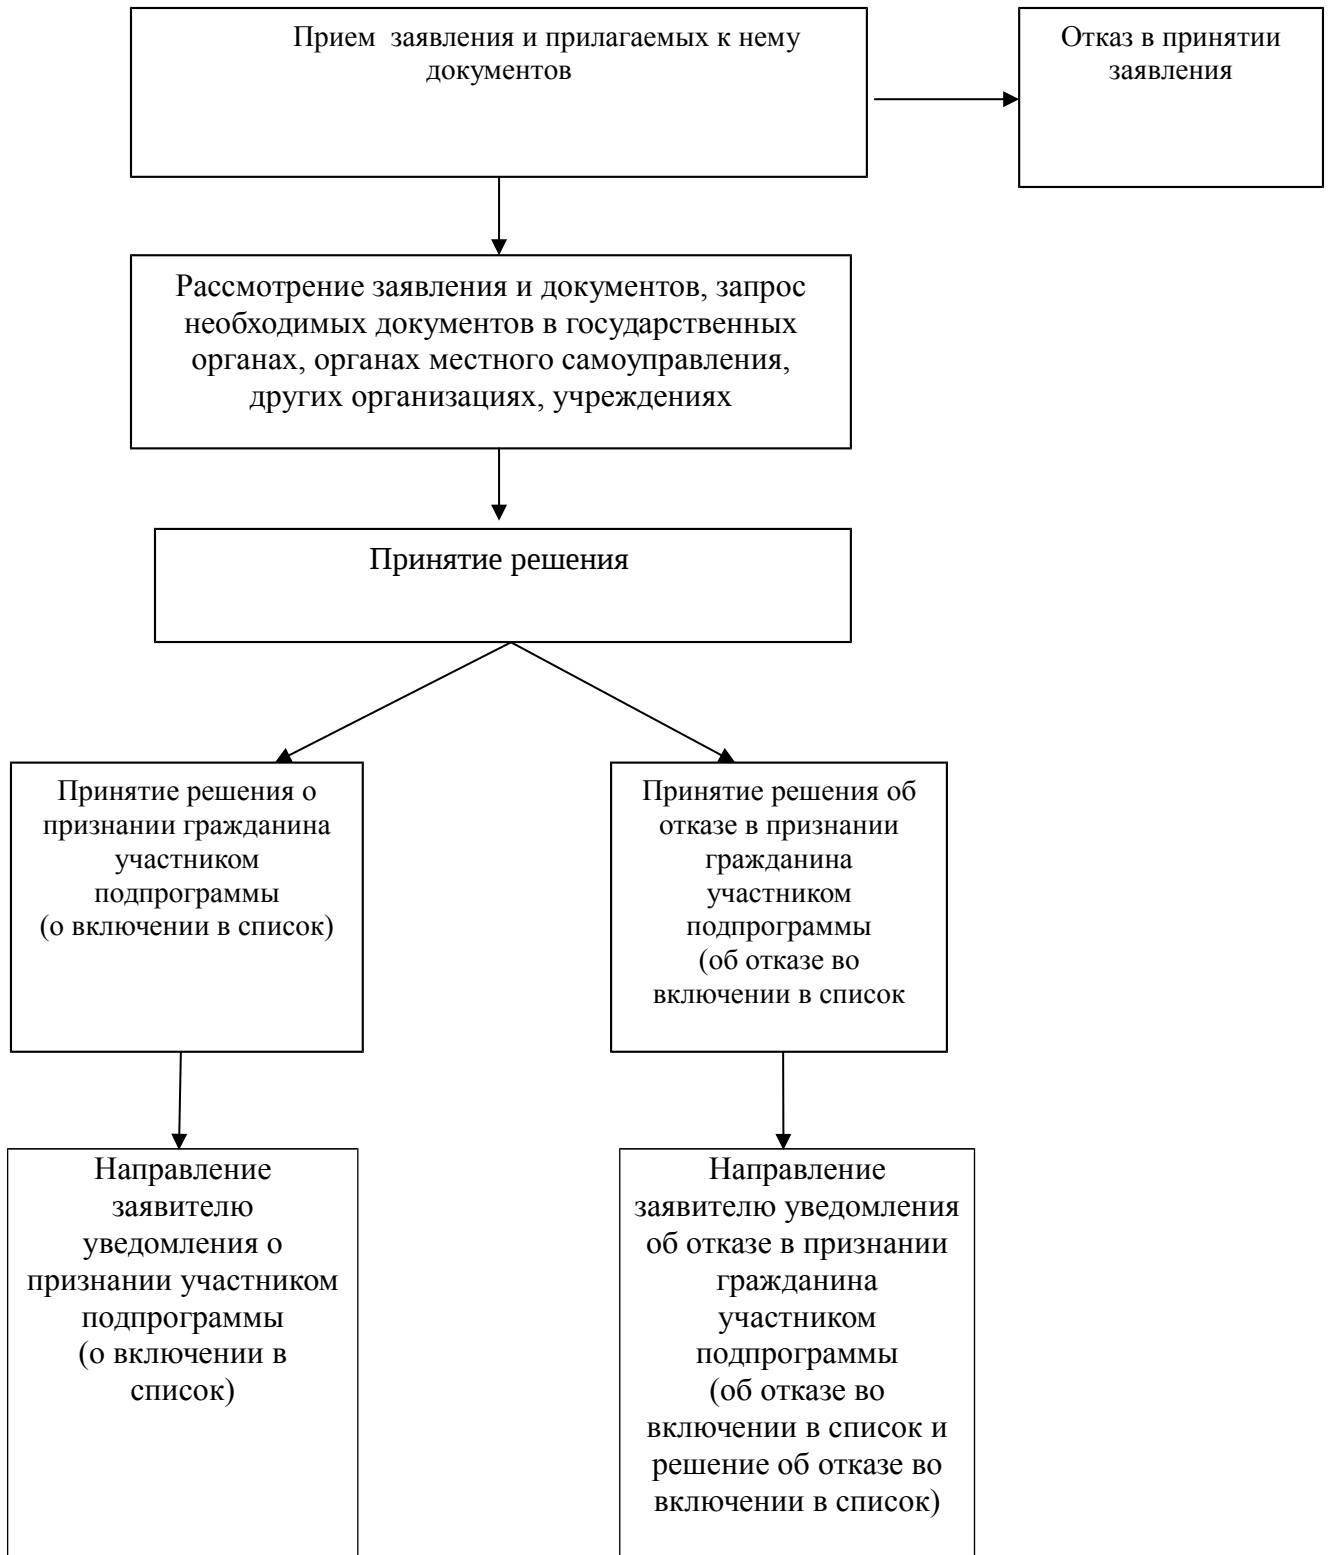 Прием  заявления и прилагаемых к нему
документов
Отказ в принятии
заявления
Рассмотрение заявления и документов, запрос
необходимых документов в государственных
органах, органах местного самоуправления,
других организациях, учреждениях
Принятие решения
Принятие решения о
признании гражданина
участником
подпрограммы
(о включении в список)
Принятие решения об
отказе в признании
гражданина
участником
подпрограммы
(об отказе во
включении в список
Направление
заявителю
уведомления о
признании участником
подпрограммы
(о включении в
список)
Направление
заявителю уведомления
об отказе в признании
гражданина
участником
подпрограммы
(об отказе во
включении в список и
решение об отказе во
включении в список)